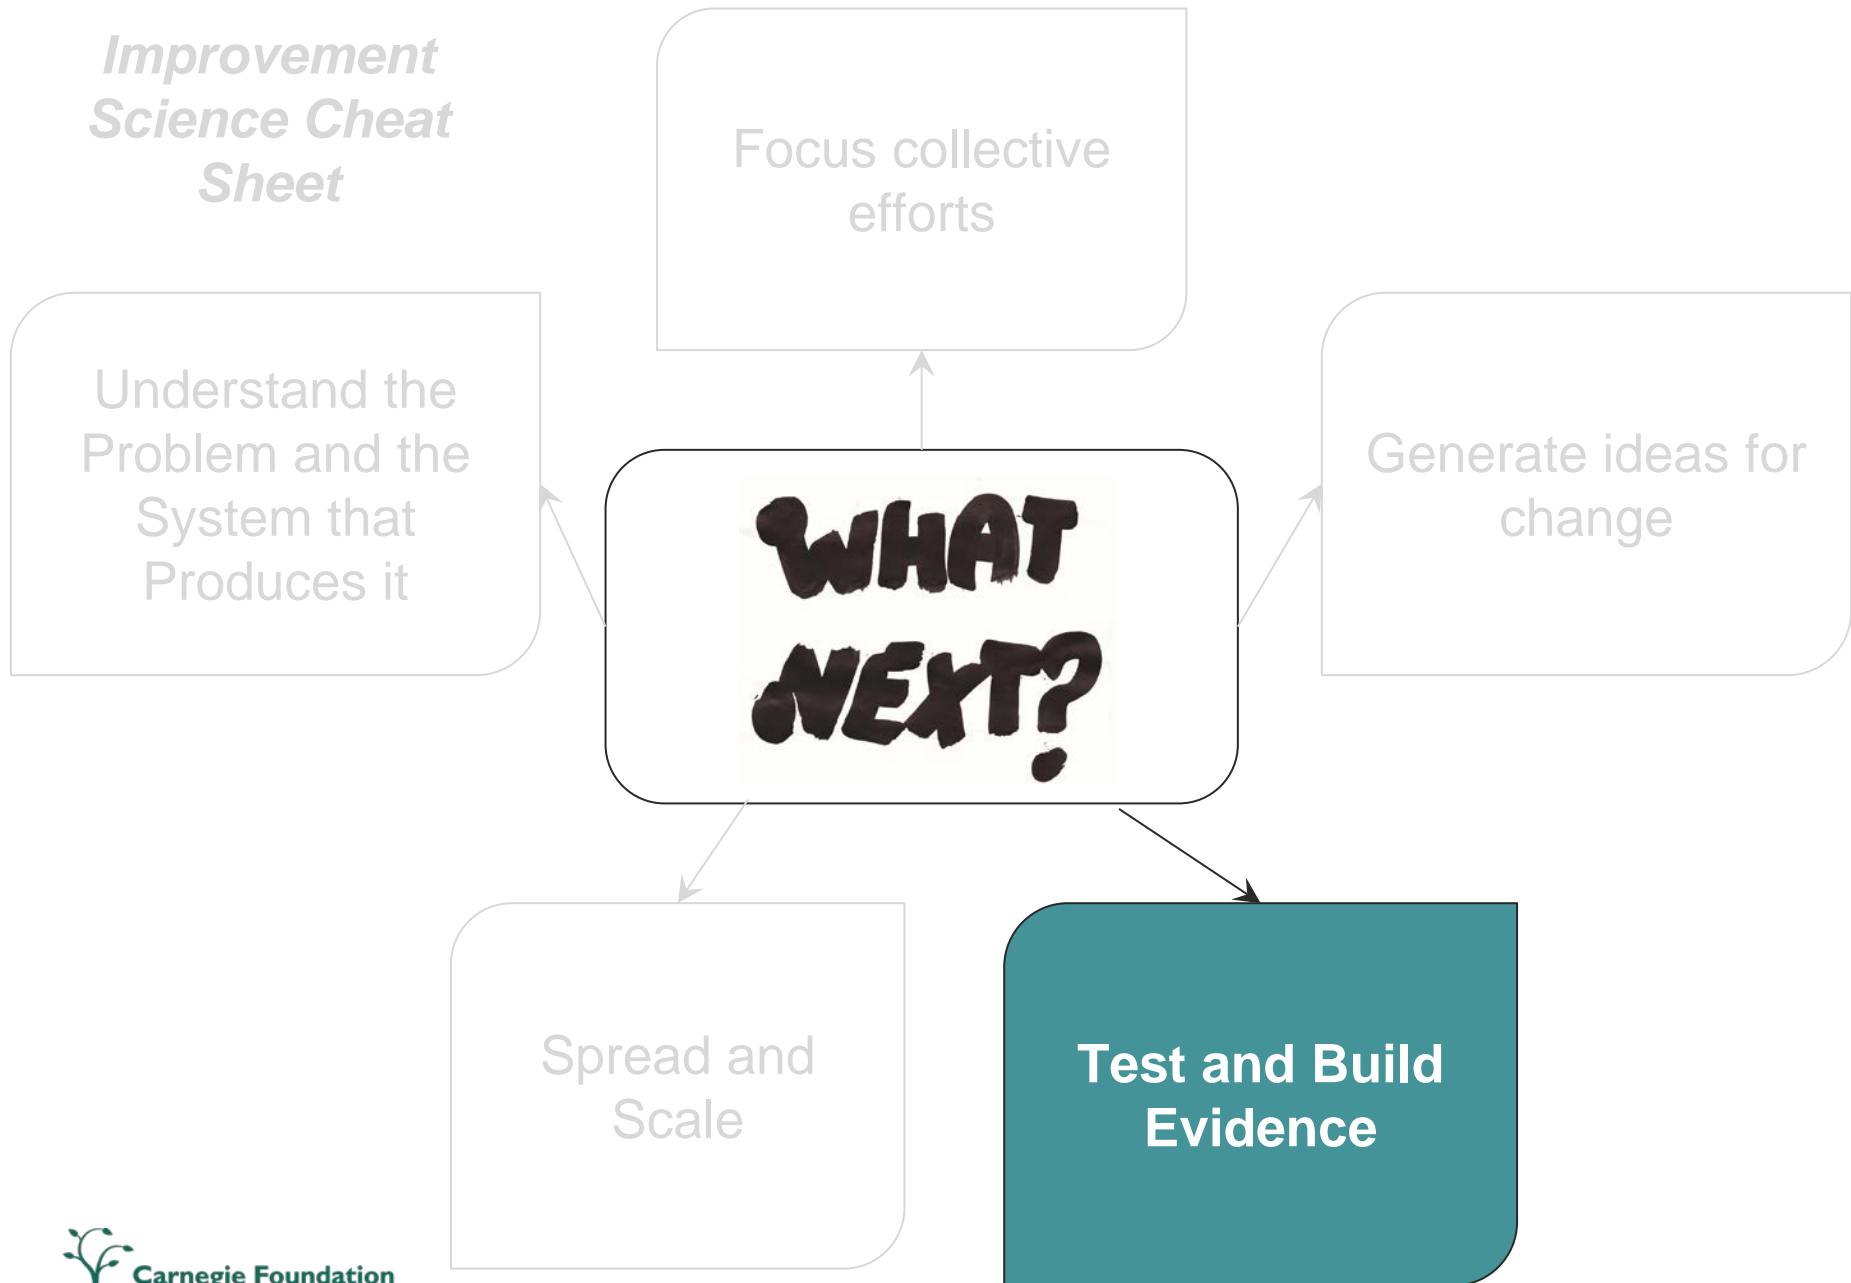 Improvement
Science Cheat
Sheet
Focus collective
efforts
Understand the
Problem and the
System that
Produces it
Generate ideas for
change
WHAT
NEXT?
Spread and
Scale
Test and Build
Evidence
Carnegie Foundation